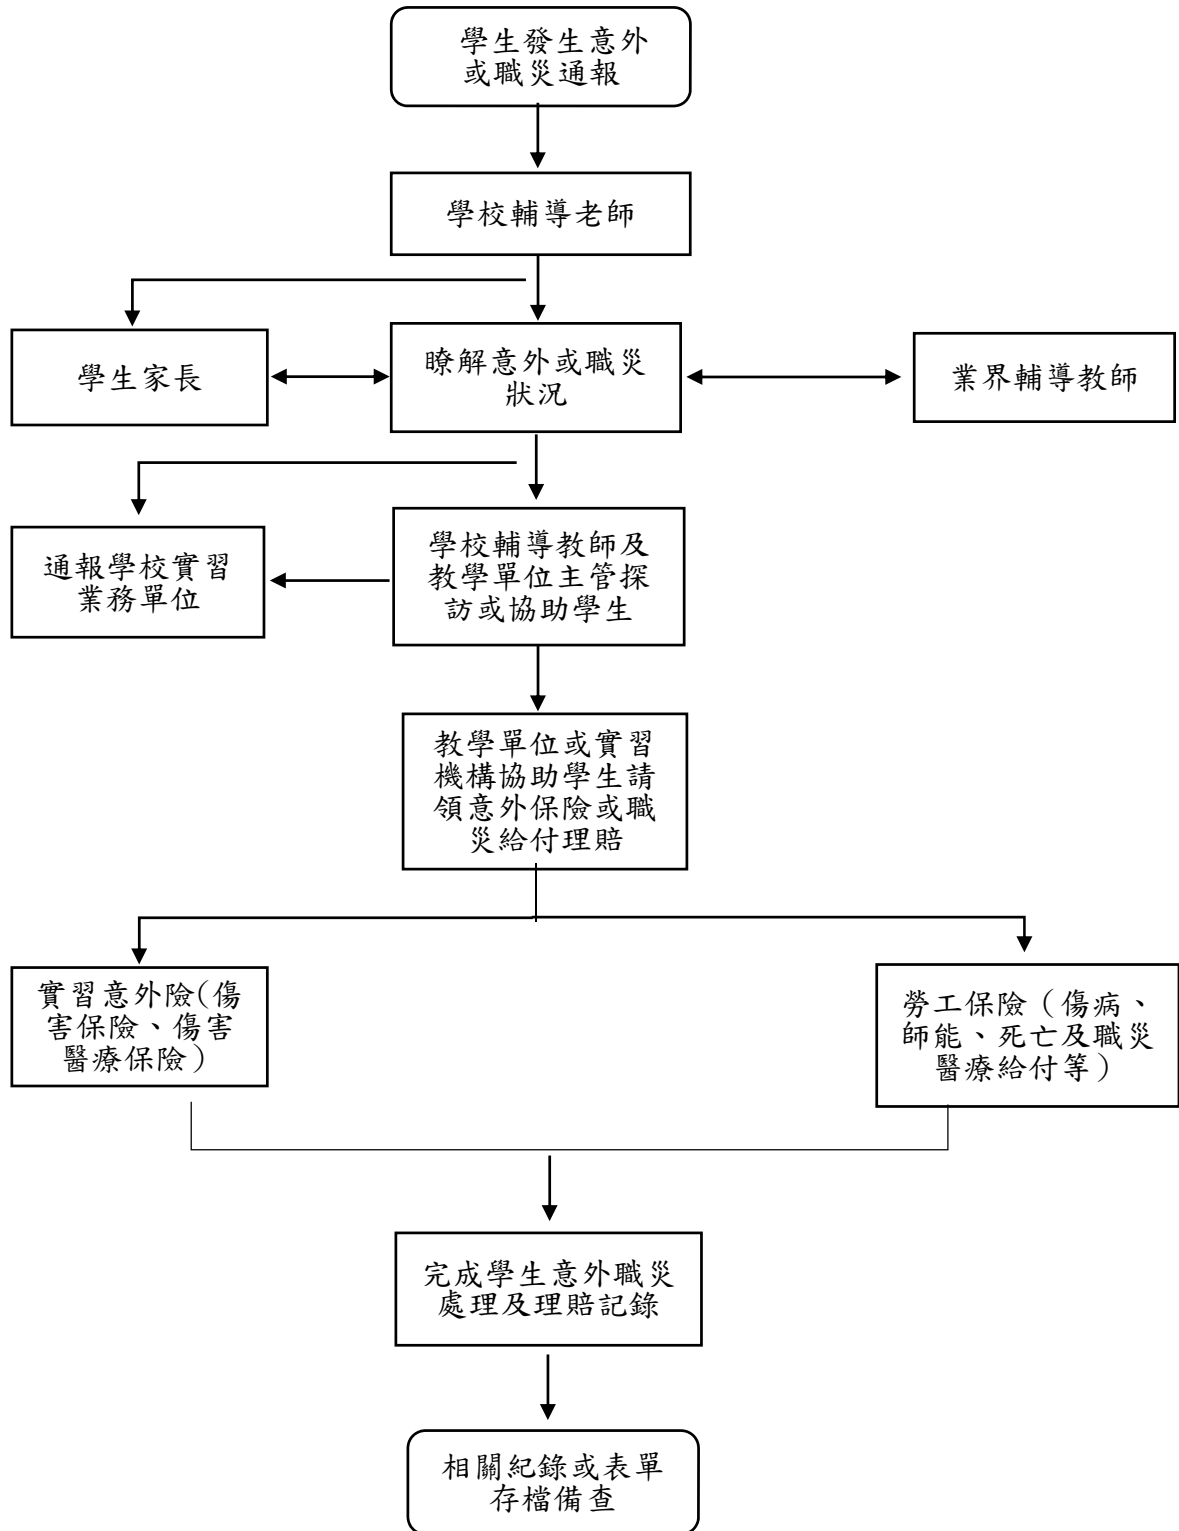 學生發生意外
或職災通報
學校輔導老師
學生家長
瞭解意外或職災
狀況
業界輔導教師
通報學校實習
業務單位
學校輔導教師及
教學單位主管探
訪或協助學生
教學單位或實習
機構協助學生請
領意外保險或職
災給付理賠
實習意外險(傷
害保險、傷害
醫療保險)
勞工保險（傷病、
師能、死亡及職災
醫療給付等）
完成學生意外職災
處理及理賠記錄
相關紀錄或表單
存檔備查